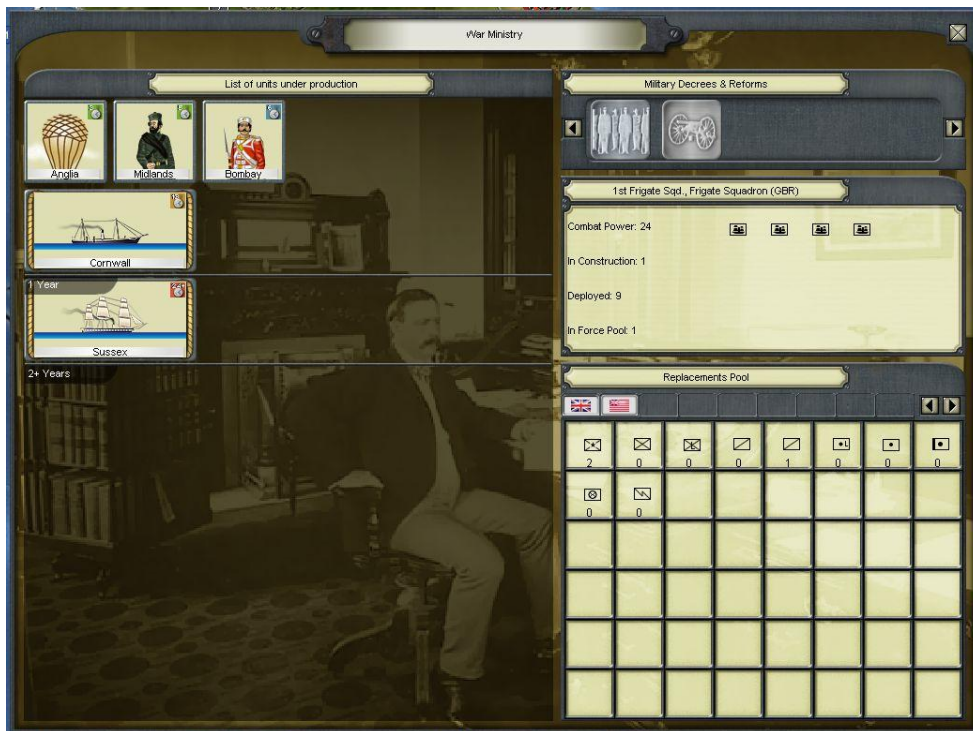 War Ministry
List of units under production
Anglia
Midlands
Bombay
Cornwall
1 Year
Sussex
2+ Years
Military Decrees & Reforms
1st Frigate Sqd., Frigate Squadron (GBR)
Combat Power: 24
In Construction: 1
Deployed: 9
In Force Pool: 1
Replacements Pool
2 0 0 0 1 0 0 0
0 0